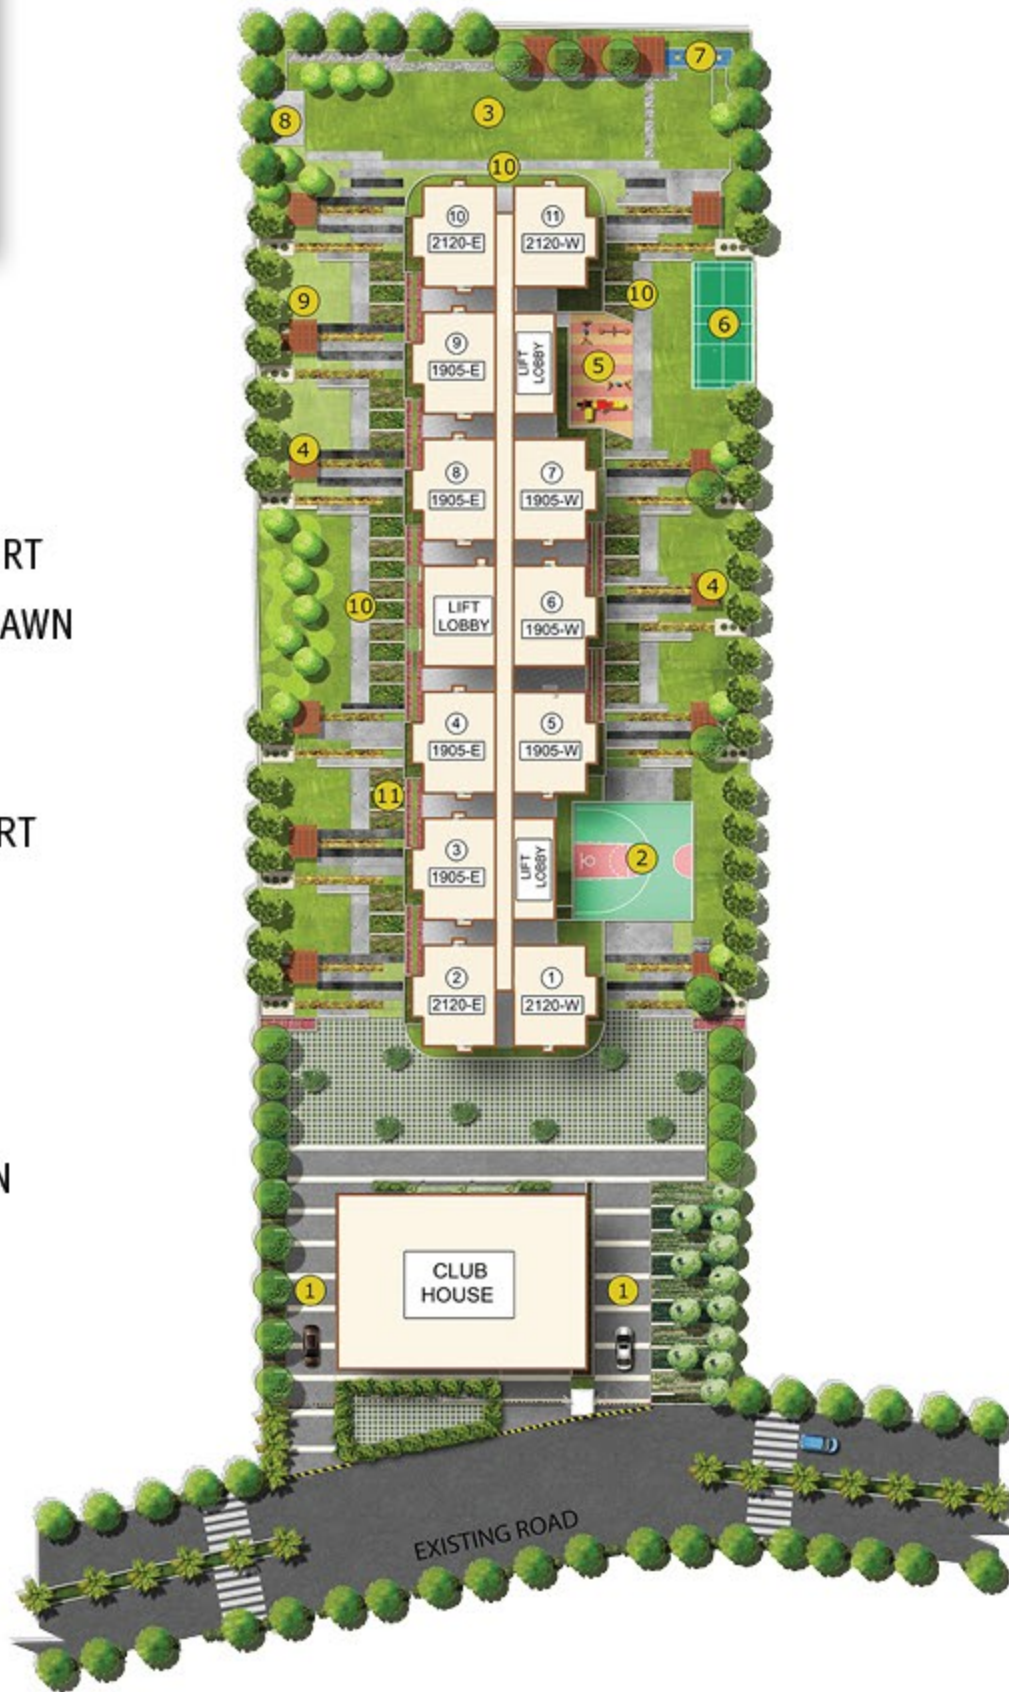 7
3
8
10
10
2120-E
11
2120-W
9
10
6
9
1905-E
LIFT
LOBBY
5
4
8
1905-E
7
1905-W
RT
4
10
LIFT
LOBBY
6
1905-W
AWN
4
1905-E
5
1905-W
11
RT
3
1905-E
LIFT
LOBBY
2
2
2120-E
1
2120-W
N
CLUB
HOUSE
1
1
EXISTING ROAD